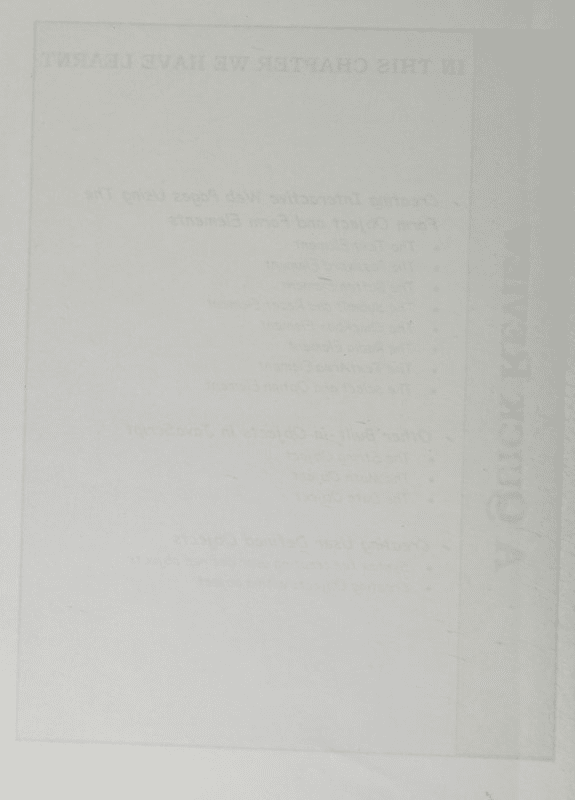 IN THIS CHAPTER WE HAVE LEARNT
Creating Interactive Web Pages Using The
Form Object and Form Elements
The Text Element
The Password Element
The Button Element
The Submit and Reset Element
The Checkbox Element
The Radio Element
The TextArea Element
The Select and Option Element
Other Built-in Objects in JavaScript
The String Object
The Math Object
The Date Object
Creating User Defined Objects
Objects
A QUICK REVIEW